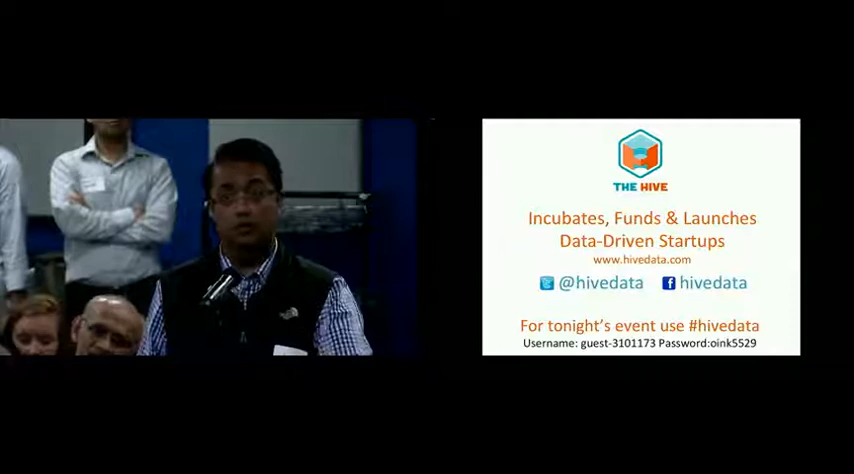 THE HIVE
Incubates, Funds & Launches
Data-Driven Startups
www.hivedata.com
@hivedata hivedata
For tonight's event use #hivedata
Username: guest-3101173 Password:oink5529